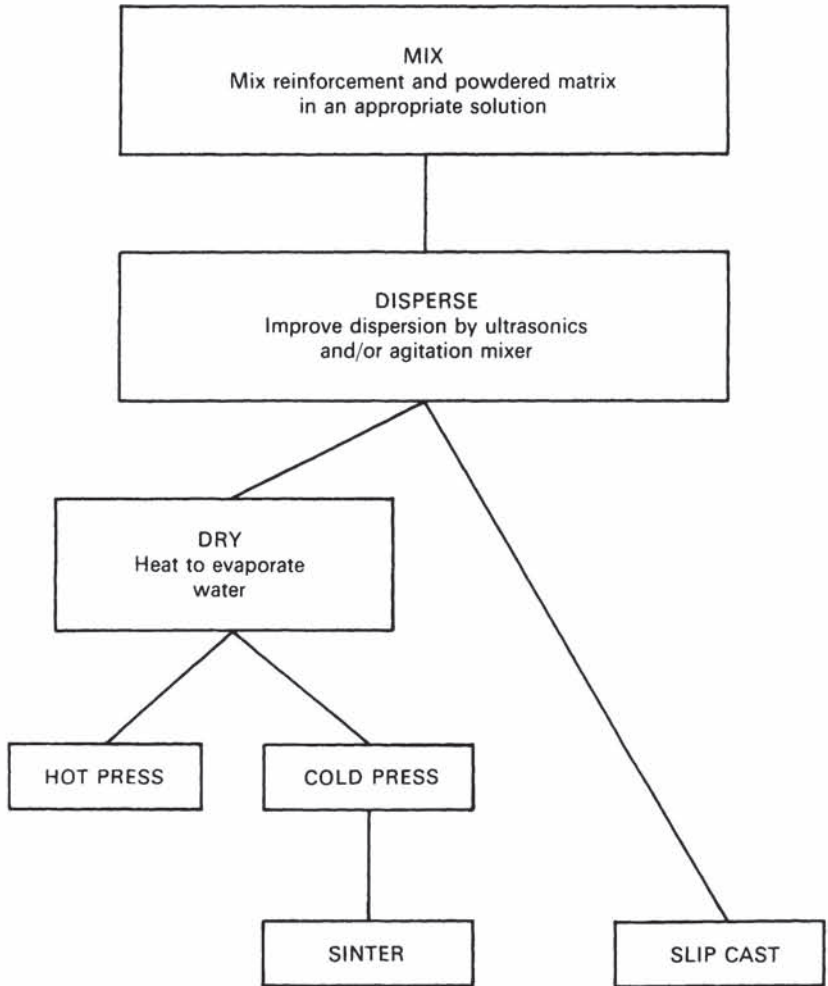 MIX
Mix reinforcement and powdered matrix
in an appropriate solution
DISPERSE
Improve dispersion by ultrasonics
and/or agitation mixer
DRY
Heat to evaporate
water
HOT PRESS
COLD PRESS
SINTER
SLIP CAST